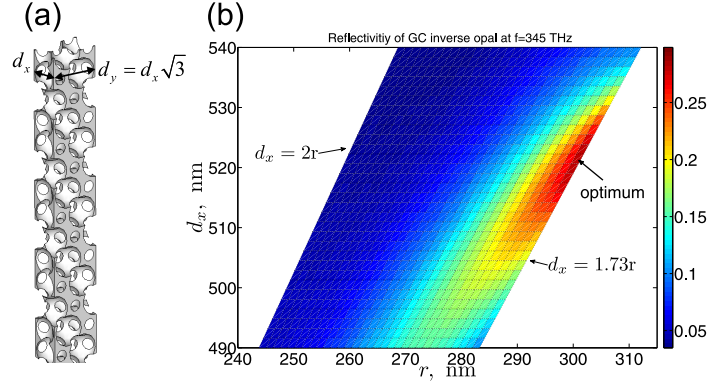 (a)
(b)
d_x
d_y = d_x√3
Reflectivitiy of GC inverse opal at f=345 THz
540
530
520
510
500
490
d_x, nm
240
250
260
270
280
290
300
310
r, nm
d_x = 2r
optimum
d_x = 1.73r
0.25
0.2
0.15
0.1
0.05